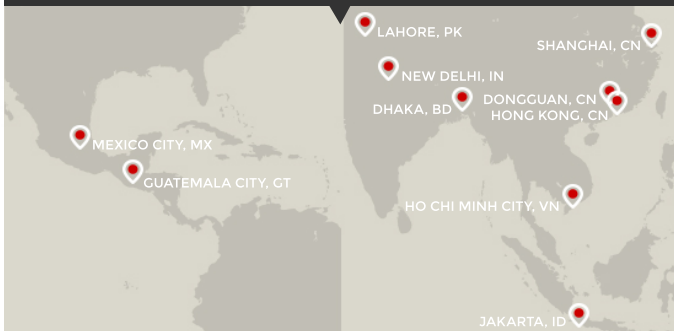 LAHORE, PK
SHANGHAI, CN
NEW DELHI, IN
DONGGUAN, CN
DHAKA, BD
HONG KONG, CN
MEXICO CITY, MX
GUATEMALA CITY, GT
HO CHI MINH CITY, VN
JAKARTA, ID